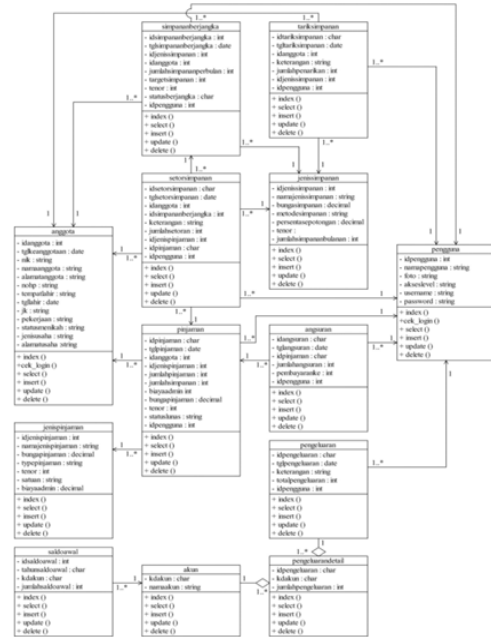 simpananberjangka
- idsimpananberjangka : int
- tglsimpananberjangka : date
- idjenissimpanan : int
- idanggota : int
- jumlahsimpananperbulan : int
- targetsimpanan : int
- tenor : int
- statusberjangka : char
- idpengguna : int
+ index ()
+ select ()
+ insert ()
+ update ()
+ delete ()
tariksimpanan
- idtariksimpanan : char
- tgltariksimpanan : date
- idanggota : int
- keterangan : string
- jumlahpenarikan : int
- idjenissimpanan : int
- idpengguna : int
+ index ()
+ select ()
+ insert ()
+ update ()
+ delete ()
setorsimpanan
- idsetorsimpanan : char
- tglsetorsimpanan : date
- idanggota : int
- idsimpananberjangka : int
- keterangan : string
- jumlahsetoran : int
- idjenispinjaman : int
- idpinjaman : char
- idpengguna : int
+ index ()
+ select ()
+ insert ()
+ update ()
+ delete ()
jenissimpanan
- idjenissimpanan : int
- namajenissimpanan : string
- bungasimpanan : decimal
- metodesimpanan : string
- persentasepotongan : decimal
- tenor :
- jumlahsimpananbulanan : int
+ index ()
+ select ()
+ insert ()
+ update ()
+ delete ()
anggota
- idanggota : int
- tglkeanggotaan : date
- nik : string
- namaanggota : string
- alamatanggota : string
- nohp : string
- tempatlahir : string
- tgllahir : date
- jk : string
- pekerjaan : string
- statusmenikah : string
- jenisusaha : string
- alamatusaha :string
+ index ()
+cek_login ()
+ select ()
+ insert ()
+ update ()
+ delete ()
pengguna
- idpengguna : int
- namapengguna : string
- foto : string
- akseslevel : string
- username : string
- password : string
+ index ()
+cek_login ()
+ select ()
+ insert ()
+ update ()
+ delete ()
pinjaman
- idpinjaman : char
- tglpinjaman : date
- idanggota : int
- idjenispinjaman : int
- jumlahpinjaman : int
- jumlahsimpanan : int
- biayaadmin int
- bungapinjaman : decimal
- tenor : int
- statuslunas : string
- idpengguna : int
+ index ()
+ select ()
+ insert ()
+ update ()
+ delete ()
angsuran
- idangsuran : char
- tglangsuran : date
- idpinjaman : char
- jumlahangsuran : int
- pembayaranke : int
- idpengguna : int
+ index ()
+ select ()
+ insert ()
+ update ()
+ delete ()
jenispinjaman
- idjenispinjaman : int
- namajenispinjaman : string
- bungapinjaman : decimal
- typepinjaman : string
- tenor : int
- satuan : string
- biayaadmin : decimal
+ index ()
+ select ()
+ insert ()
+ update ()
+ delete ()
pengeluaran
- idpengeluaran : char
- tglpengeluaran : date
- keterangan : string
- totalpengeluaran : int
- idpengguna : int
+ index ()
+ select ()
+ insert ()
+ update ()
+ delete ()
saldoawal
- idsaldoawal : int
- tahunsaldoawal : char
- kdakun : char
- jumlahsaldoawal : int
+ index ()
+ select ()
+ insert ()
+ update ()
+ delete ()
akun
- kdakun : char
- namaakun : string
+ index ()
+ select ()
+ insert ()
+ update ()
+ delete ()
pengeluarandetail
- idpengeluaran : char
- kdakun : char
- jumlahpengeluaran : int
+ index ()
+ select ()
+ insert ()
+ update ()
+ delete ()